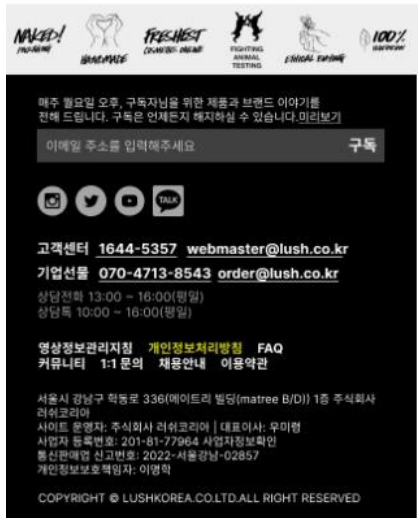 NAKED!
PACKAGING
HANDMADE
FRESHEST
COSMETICS ONLINE
FIGHTING
ANIMAL
TESTING
ETHICAL BUYING
100%
매주 월요일 오후, 구독자님을 위한 제품과 브랜드 이야기를
전해 드립니다. 구독은 언제든지 해지하실 수 있습니다.미리보기
이메일 주소를 입력해주세요 구독
TALK
고객센터 1644-5357 webmaster@lush.co.kr
기업선물 070-4713-8543 order@lush.co.kr
상담전화 13:00 ~ 16:00(평일)
상담톡 10:00 ~ 16:00(평일)
영상정보관리지침 개인정보처리방침 FAQ
커뮤니티 1:1 문의 채용안내 이용약관
서울시 강남구 학동로 336(메이트리 빌딩(matree B/D)) 1층 주식회사
러쉬코리아
사이트 운영자: 주식회사 러쉬코리아 | 대표이사: 우미령
사업자 등록번호: 201-81-77964 사업자정보확인
통신판매업 신고번호: 2022-서울강남-02857
개인정보보호책임자: 이영학
COPYRIGHT © LUSHKOREA.CO.LTD.ALL RIGHT RESERVED